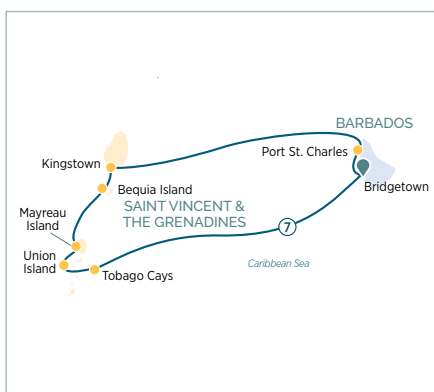 BARBADOS
Port St. Charles
Kingstown
Bridgetown
Bequia Island
SAINT VINCENT &
THE GRENADINES
Mayreau
Island
7
Union
Island
Caribbean Sea
Tobago Cays